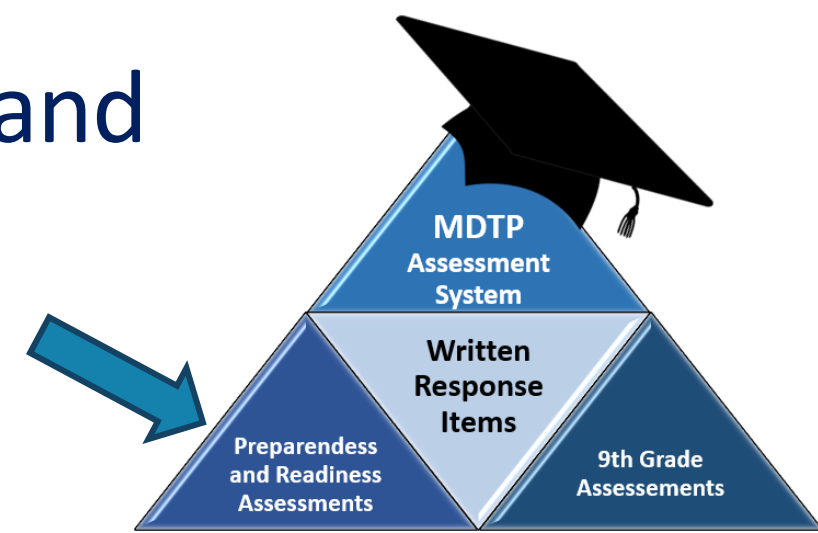 and
MDTP
Assessment
System
Written
Response
Items
Preparendess
and Readiness
Assessments
9th Grade
Assessements